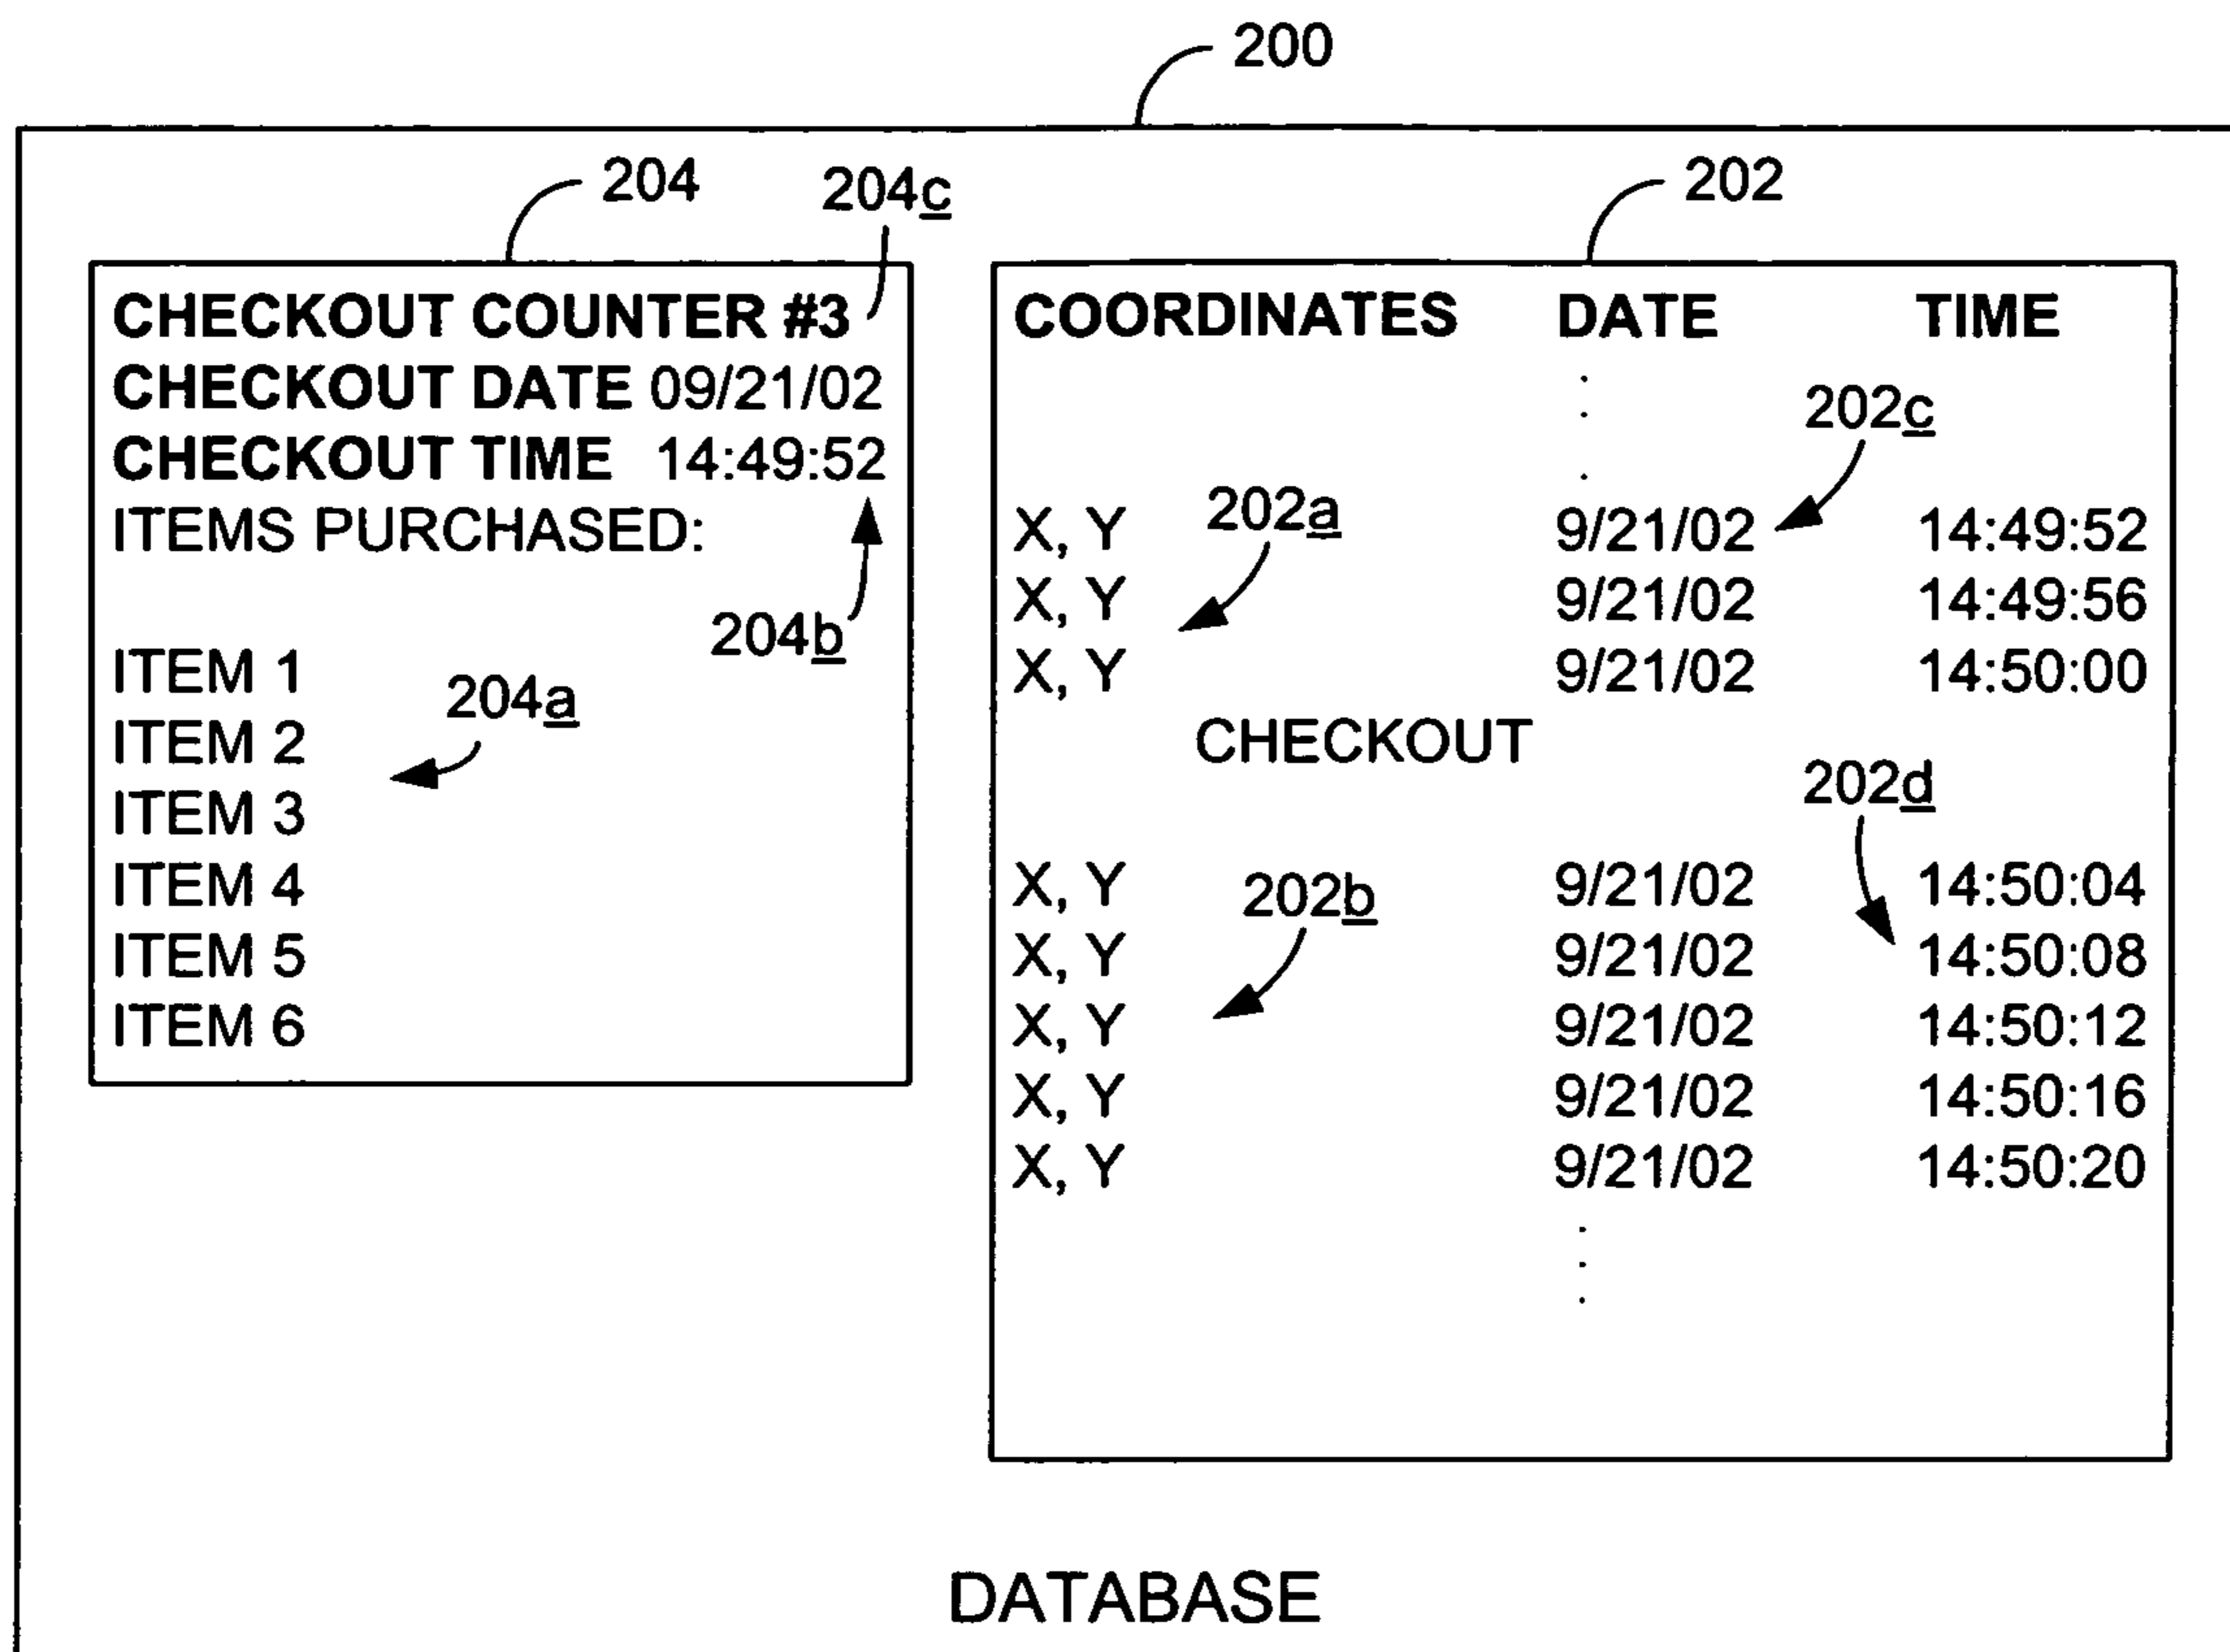 200
204
204c
202
CHECKOUT COUNTER #3
CHECKOUT DATE 09/21/02
CHECKOUT TIME 14:49:52
ITEMS PURCHASED:
204b
ITEM 1
204a
ITEM 2
ITEM 3
ITEM 4
ITEM 5
ITEM 6
COORDINATES DATE TIME
202c
202a
X, Y 9/21/02 14:49:52
X, Y 9/21/02 14:49:56
X, Y 9/21/02 14:50:00
CHECKOUT
202d
X, Y 9/21/02 14:50:04
202b
X, Y 9/21/02 14:50:08
X, Y 9/21/02 14:50:12
X, Y 9/21/02 14:50:16
X, Y 9/21/02 14:50:20
DATABASE